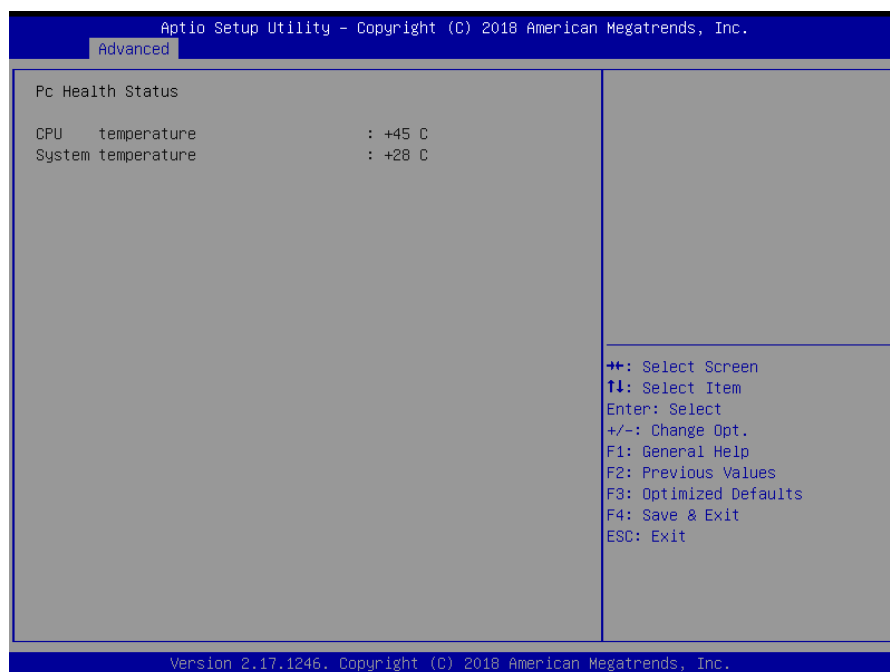 Aptio Setup Utility – Copyright (C) 2018 American Megatrends, Inc.
Advanced
Pc Health Status
CPU temperature : +45 C
System temperature : +28 C
→←: Select Screen
↑↓: Select Item
Enter: Select
+/-: Change Opt.
F1: General Help
F2: Previous Values
F3: Optimized Defaults
F4: Save & Exit
ESC: Exit
Version 2.17.1246. Copyright (C) 2018 American Megatrends, Inc.